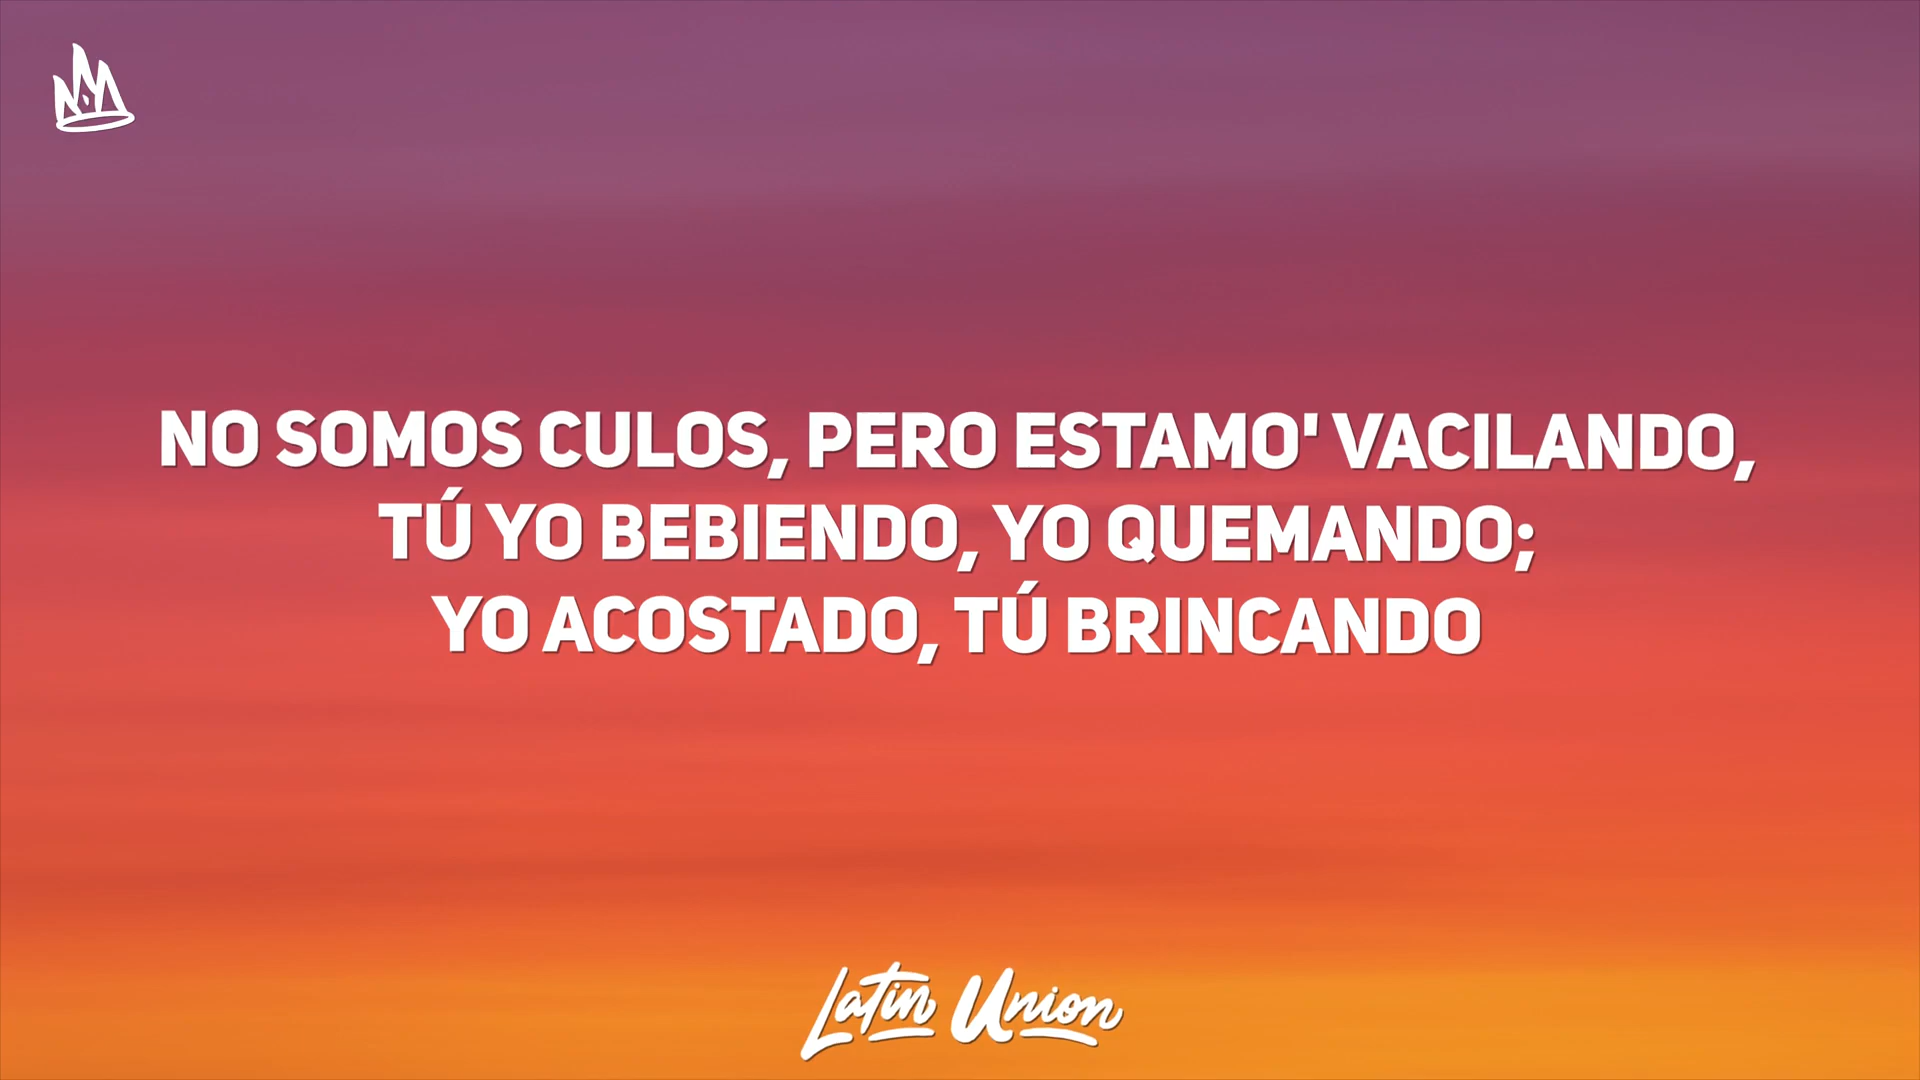 NO SOMOS CULOS, PERO ESTAMO' VACILANDO,
TÚ YO BEBIENDO, YO QUEMANDO;
YO ACOSTADO, TÚ BRINCANDO
Latin Union